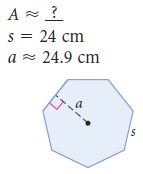 A ≈ ?
s = 24 cm
a ≈ 24.9 cm
a
s